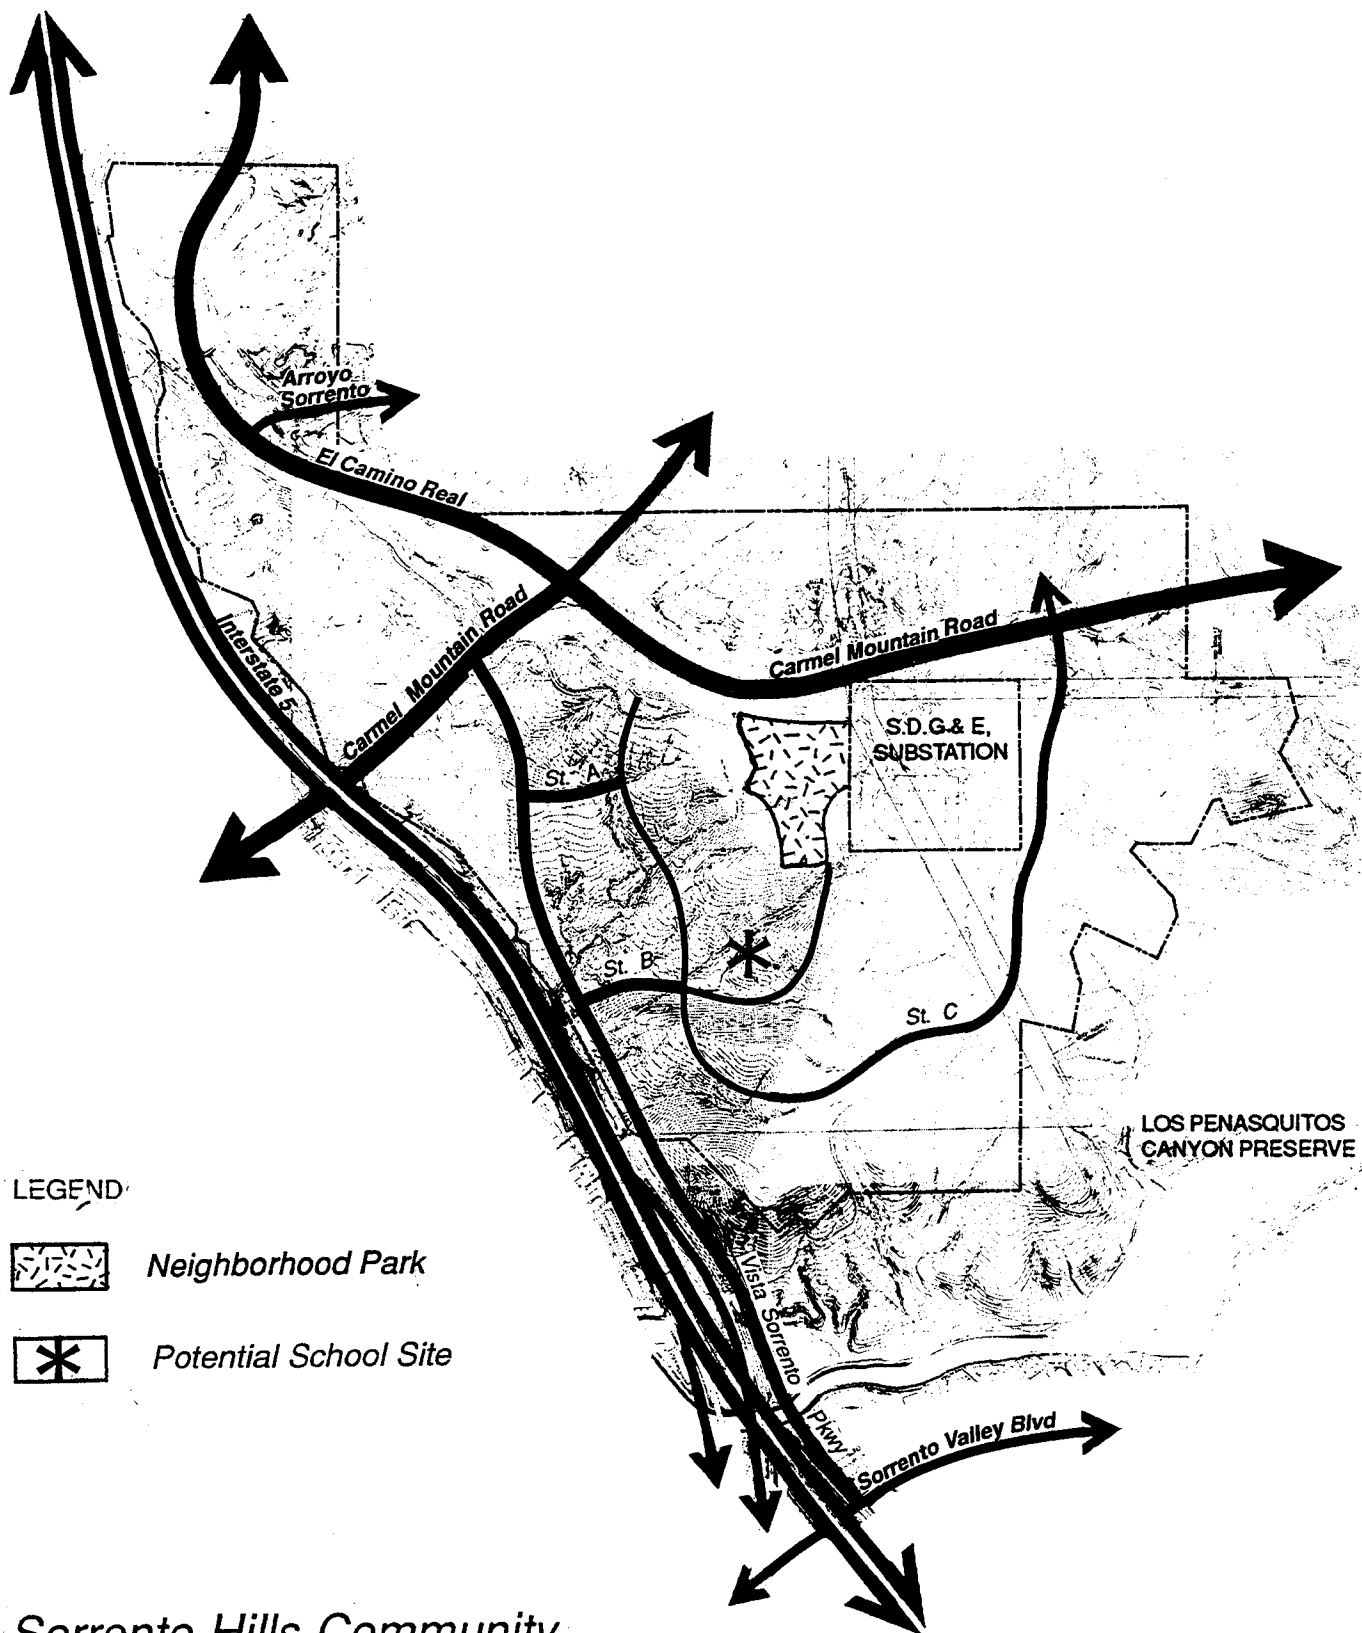 Arroyo
Sorrento
El Camino Real
Interstate 5
Carmel Mountain Road
Carmel Mountain Road
S.D.G.& E,
SUBSTATION
St. A
St. B
St. C
LOS PENASQUITOS
CANYON PRESERVE
LEGEND
Neighborhood Park
Potential School Site
Vista Sorrento Pkwy
Sorrento Valley Blvd
Sorrento Hills Community